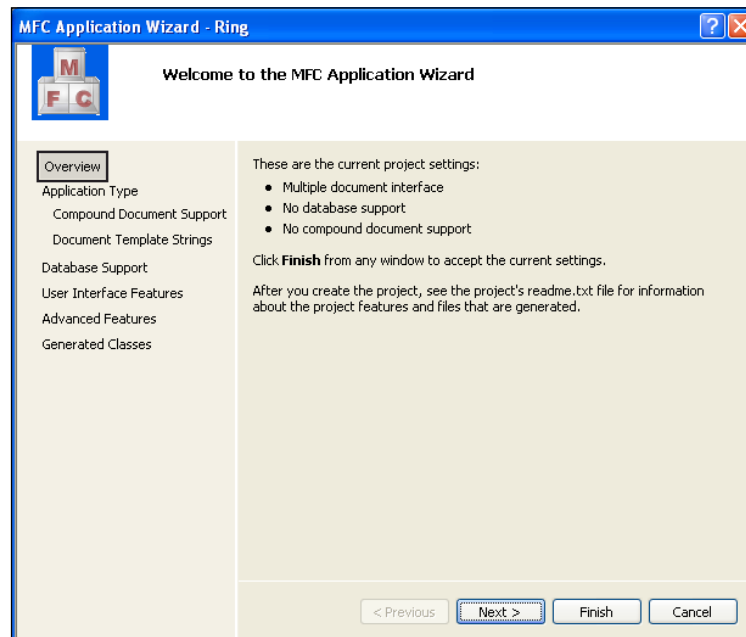 MFC Application Wizard - Ring
?
M
F C
Welcome to the MFC Application Wizard
Overview
Application Type
Compound Document Support
Document Template Strings
Database Support
User Interface Features
Advanced Features
Generated Classes
These are the current project settings:
• Multiple document interface
• No database support
• No compound document support
Click Finish from any window to accept the current settings.
After you create the project, see the project's readme.txt file for information
about the project features and files that are generated.
< Previous Next > Finish Cancel